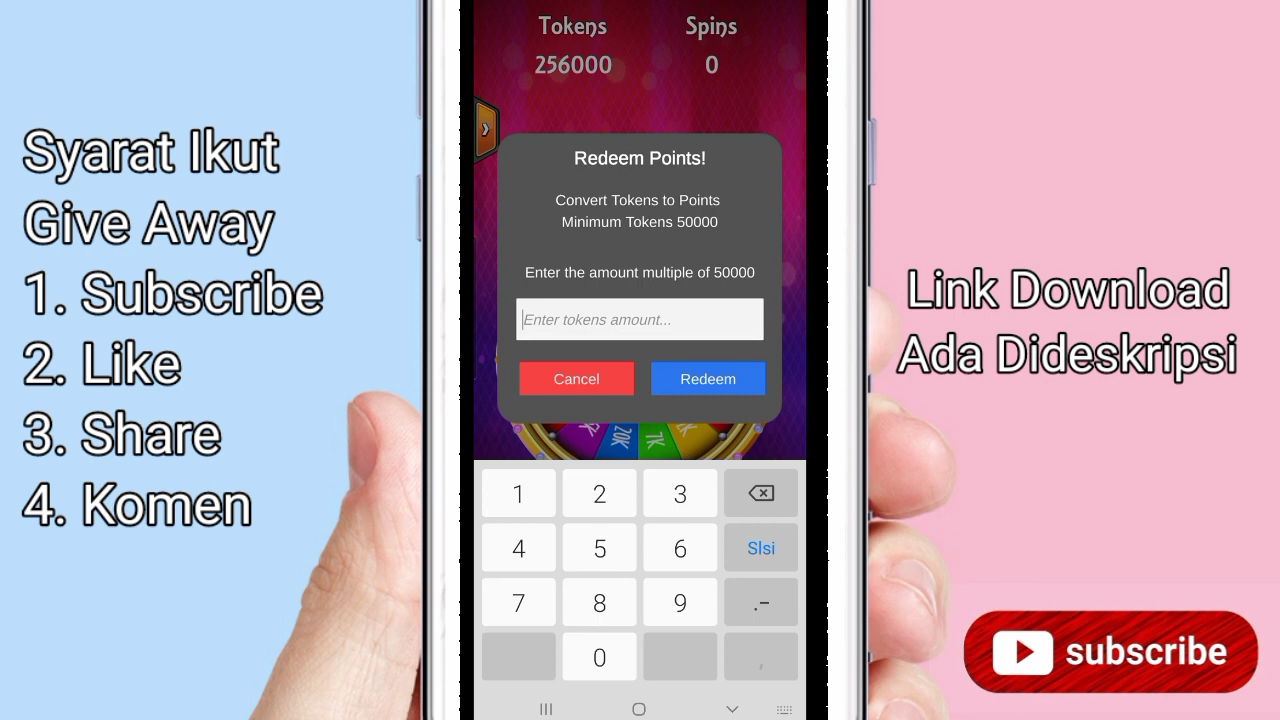 Syarat Ikut
Give Away
1. Subscribe
2. Like
3. Share
4. Komen
Tokens
Spins
256000
0
Redeem Points!
Convert Tokens to Points
Minimum Tokens 50000
Enter the amount multiple of 50000
Enter tokens amount...
Cancel
Redeem
20K
7K
1
2
3
4
5
6
Slsi
7
8
9
.-
0
,
Link Download
Ada Dideskripsi
subscribe